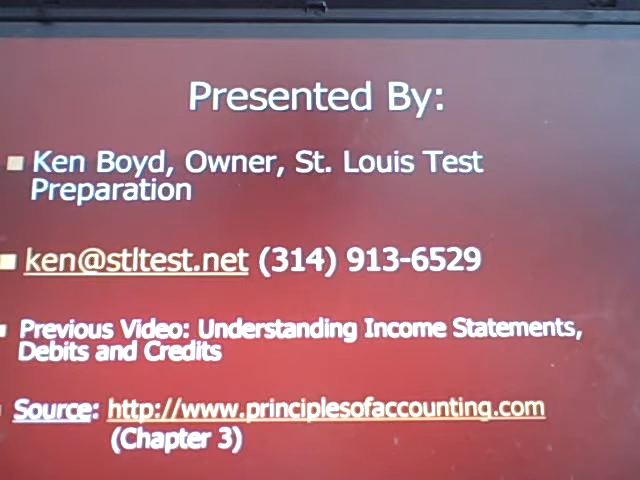 Presented By:
Ken Boyd, Owner, St. Louis Test
Preparation
ken@stltest.net (314) 913-6529
Previous Video: Understanding Income Statements,
Debits and Credits
Source: http://www.principlesofaccounting.com
(Chapter 3)